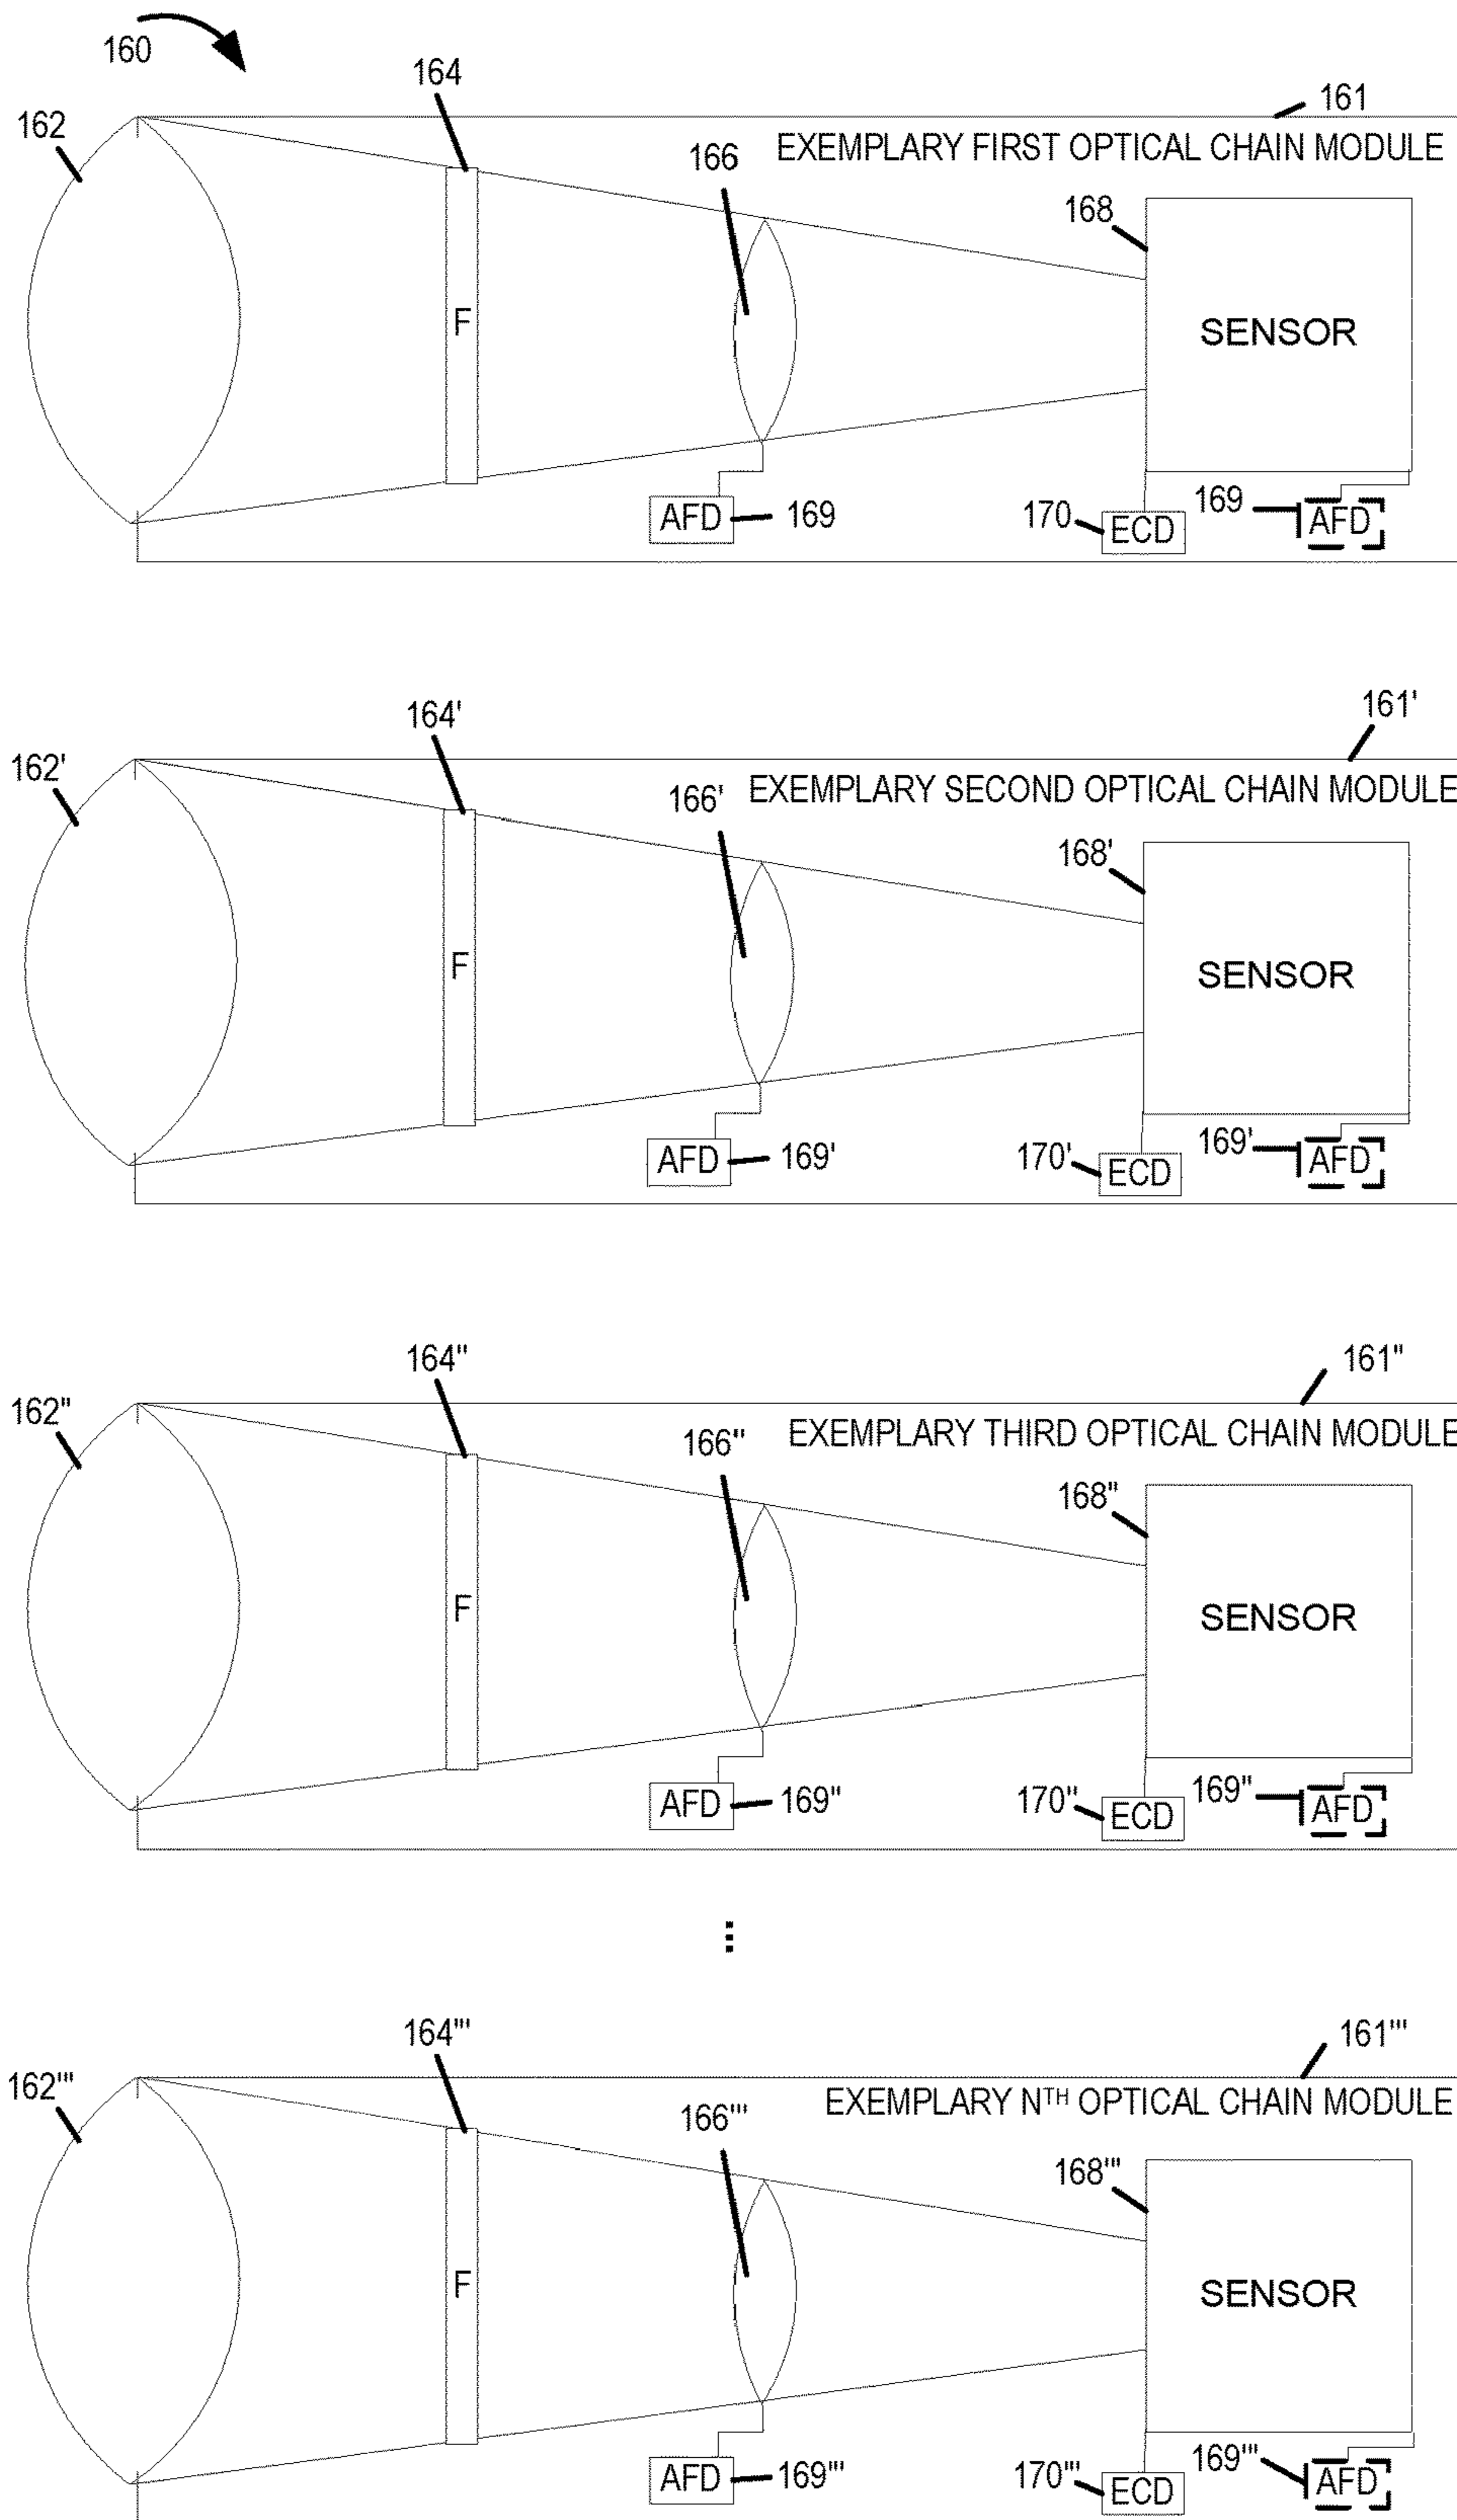 160
164
161
162
EXEMPLARY FIRST OPTICAL CHAIN MODULE
166
168
F
SENSOR
AFD
169
170
ECD
169
AFD
161'
164'
162'
EXEMPLARY SECOND OPTICAL CHAIN MODULE
166'
168'
F
SENSOR
AFD
169'
170'
ECD
169'
AFD
164"
161"
162"
EXEMPLARY THIRD OPTICAL CHAIN MODULE
166"
168"
F
SENSOR
AFD
169"
170"
ECD
169"
AFD
...
164'''
161'''
162'''
EXEMPLARY NTH OPTICAL CHAIN MODULE
166'''
168'''
F
SENSOR
AFD
169'''
170'''
ECD
169'''
AFD